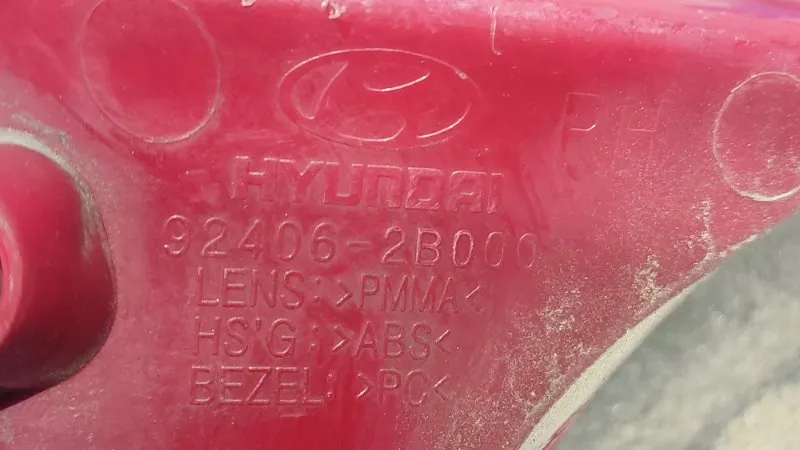 RH
HYUNDAI
92406-2B000
LENS: >PMMA<
HS'G: >ABS<
BEZEL: >PC<